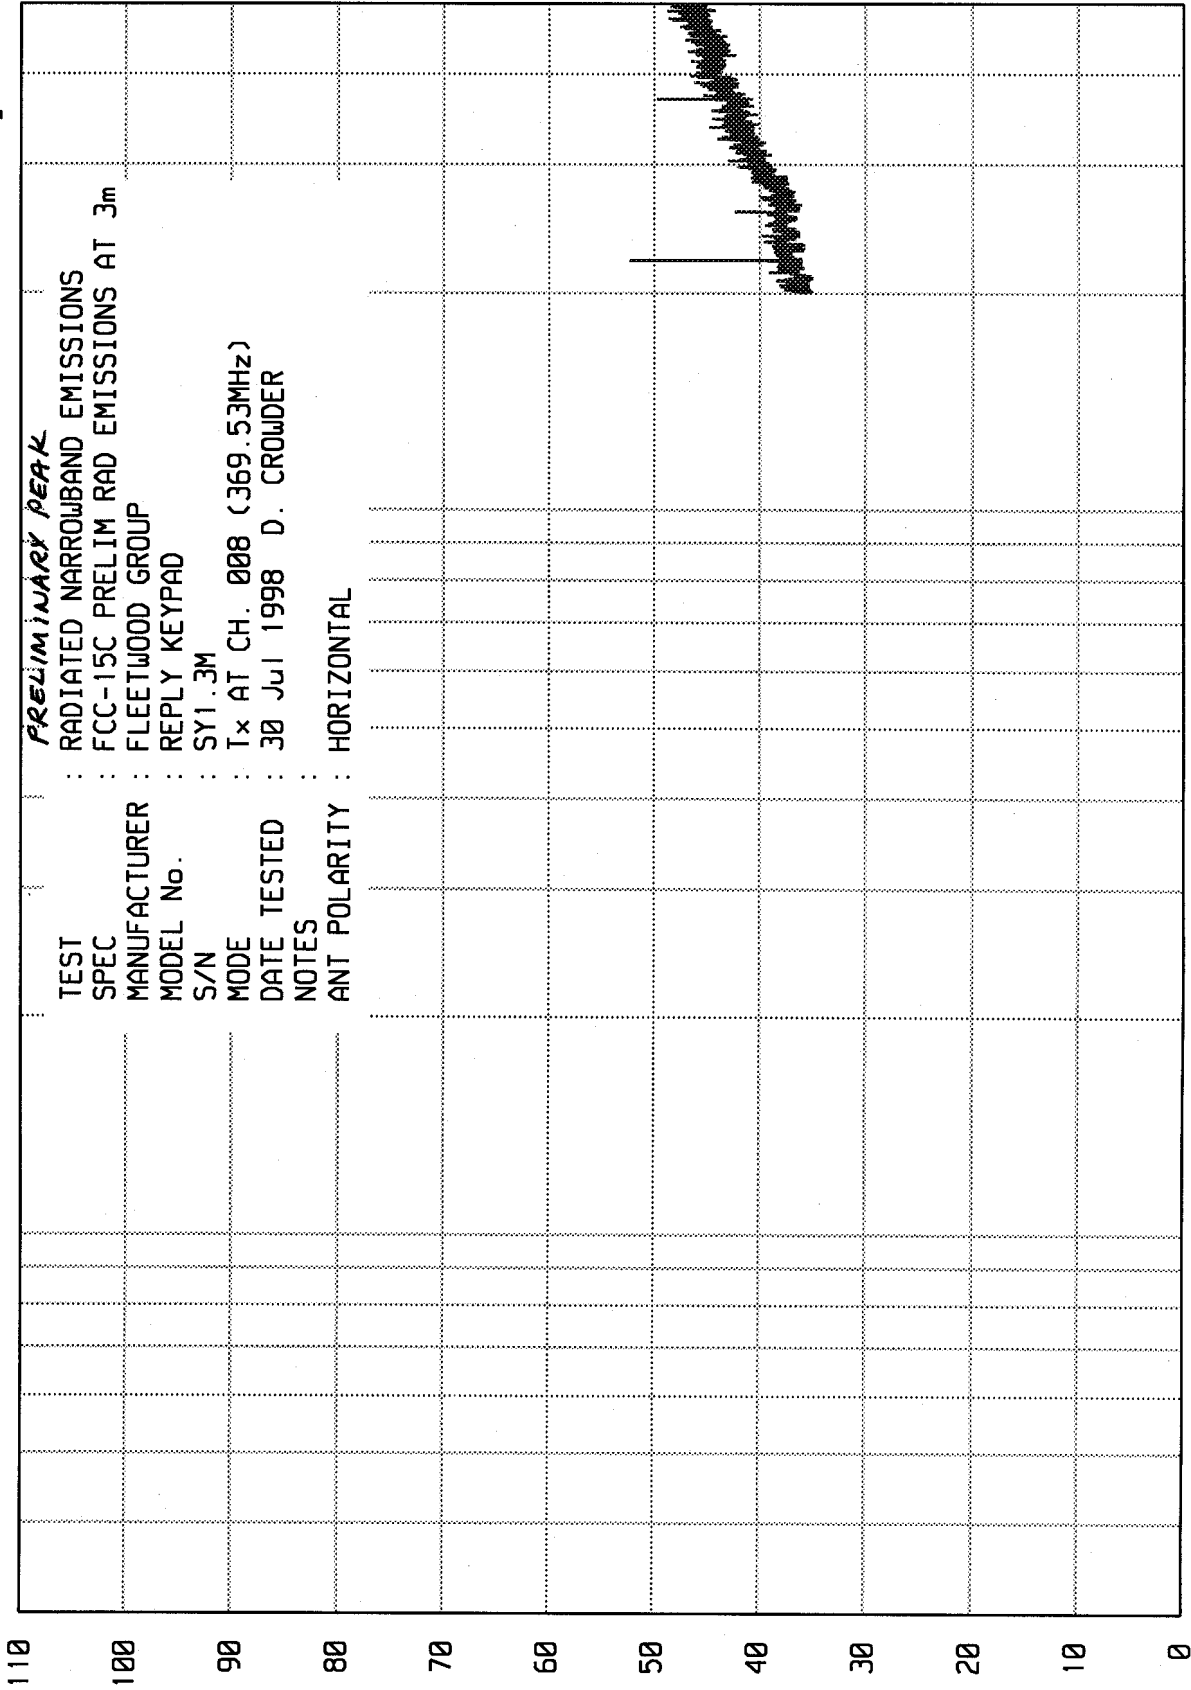 PRELIMINARY PEAK
TEST : RADIATED NARROWBAND EMISSIONS
SPEC : FCC-15C PRELIM RAD EMISSIONS AT 3m
MANUFACTURER : FLEETWOOD GROUP
MODEL No. : REPLY KEYPAD
S/N : SY1.3M
MODE : Tx AT CH. 008 (369.53MHz)
DATE TESTED : 30 Jul 1998 D. CROWDER
NOTES :
ANT POLARITY : HORIZONTAL
110
100
90
80
70
60
50
40
30
20
10
0